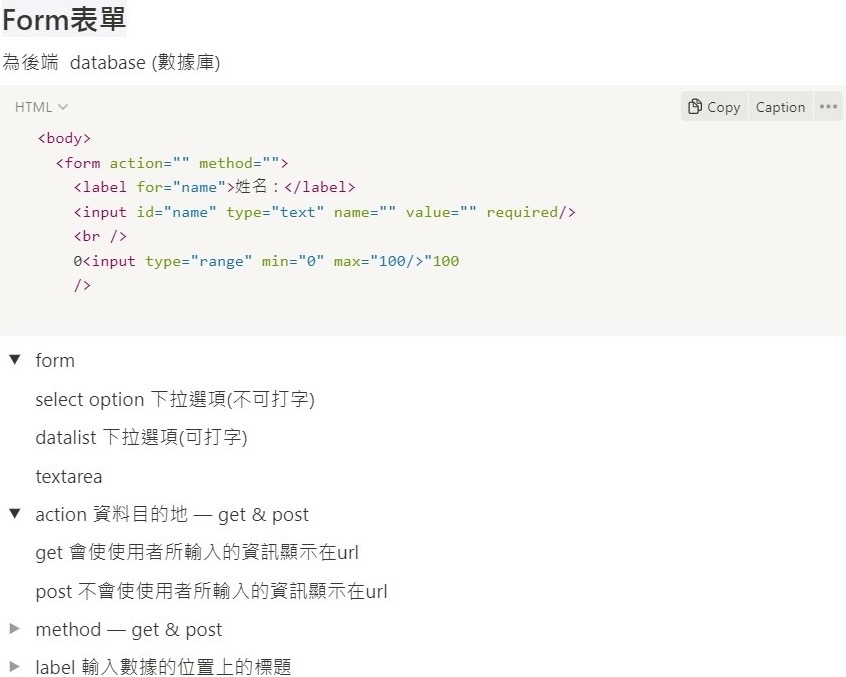 Form表單
為後端 database (數據庫)
HTML
Copy Caption
<body>
<form action="" method="">
<label for="name">姓名：</label>
<input id="name" type="text" name="" value="" required/>
<br />
0<input type="range" min="0" max="100/>"100
/>
form
select option 下拉選項(不可打字)
datalist 下拉選項(可打字)
textarea
action 資料目的地 — get & post
get 會使使用者所輸入的資訊顯示在url
post 不會使使用者所輸入的資訊顯示在url
method — get & post
label 輸入數據的位置上的標題